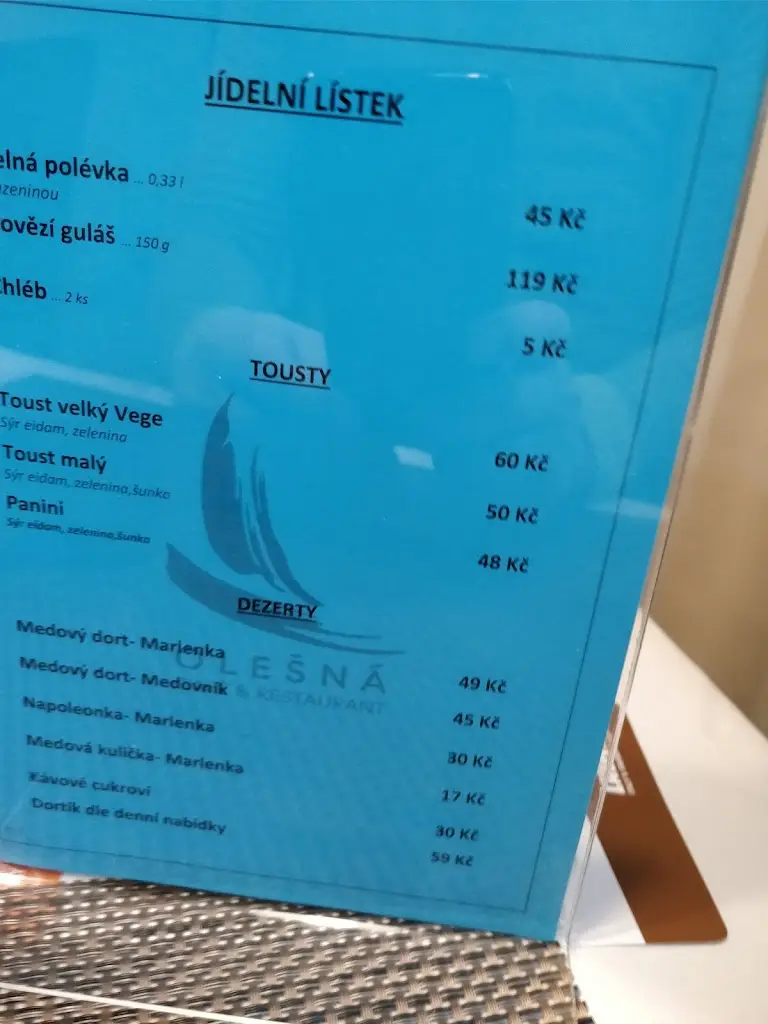 JÍDELNÍ LÍSTEK
elná polévka ... 0,33 l
zeninou
45 Kč
ovězí guláš ... 150 g
119 Kč
Chléb ... 2 ks
5 Kč
TOUSTY
Toust velký Vege
Sýr eidam, zelenina
60 Kč
Toust malý
Sýr eidam, zelenina,šunka
50 Kč
Panini
Sýr eidam, zelenina,šunka
48 Kč
DEZERTY
Medový dort- Marlenka
49 Kč
OLEŠNÁ
& RESTAURANT
Medový dort- Medovník
45 Kč
Napoleonka- Marlenka
30 Kč
Medová kulička- Marlenka
17 Kč
Kávové cukroví
30 Kč
Dortík dle denní nabídky
59 Kč